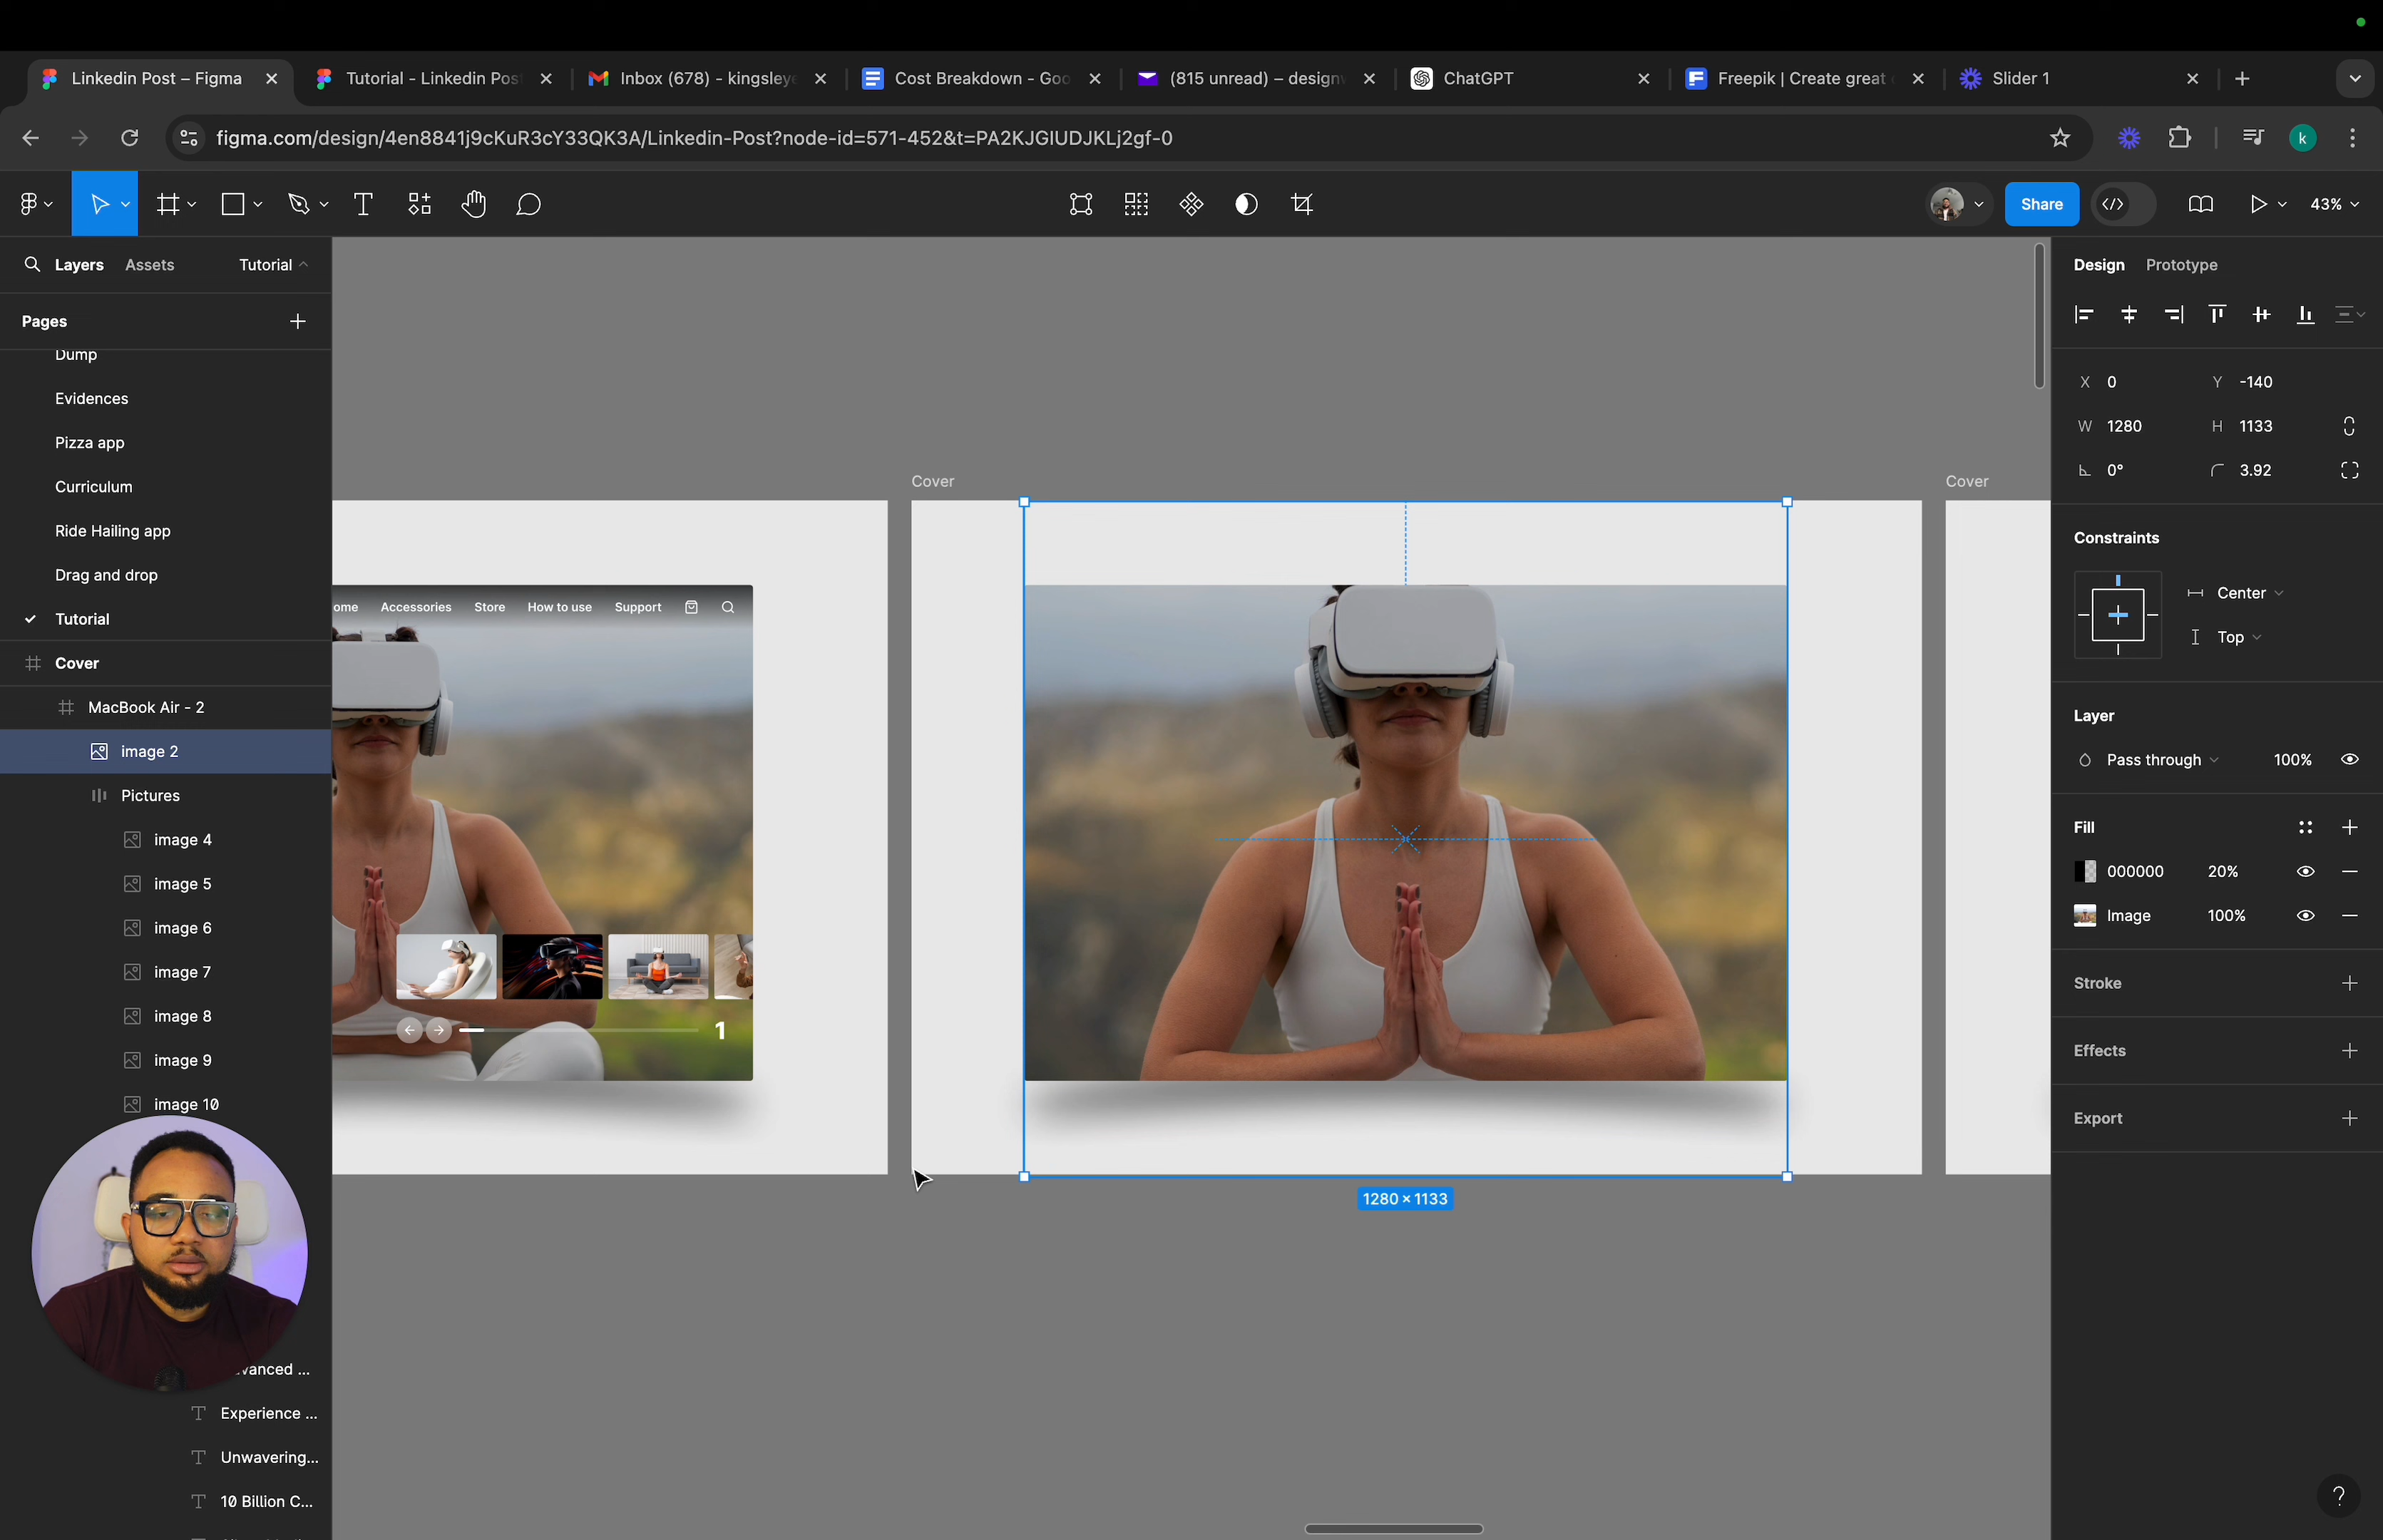 Linkedin Post – Figma
Tutorial - Linkedin Pos
Inbox (678) - kingsley
Cost Breakdown - Goo
(815 unread) – design
ChatGPT
Freepik | Create great
Slider 1
figma.com/design/4en8841j9cKuR3cY33QK3A/Linkedin-Post?node-id=571-452&t=PA2KJGIUDJKLj2gf-0
k
Share
43%
Layers
Assets
Tutorial
Design
Prototype
Pages
Dump
Evidences
Pizza app
Curriculum
Ride Hailing app
Drag and drop
Tutorial
Cover
MacBook Air - 2
image 2
Pictures
image 4
image 5
image 6
image 7
image 8
image 9
image 10
vanced ...
Experience ...
Unwavering...
10 Billion C...
Cover
Cover
ome
Accessories
Store
How to use
Support
1
1280 × 1133
X 0
Y -140
W 1280
H 1133
0°
3.92
Constraints
Center
Top
Layer
Pass through
100%
Fill
000000
20%
Image
100%
Stroke
Effects
Export
?